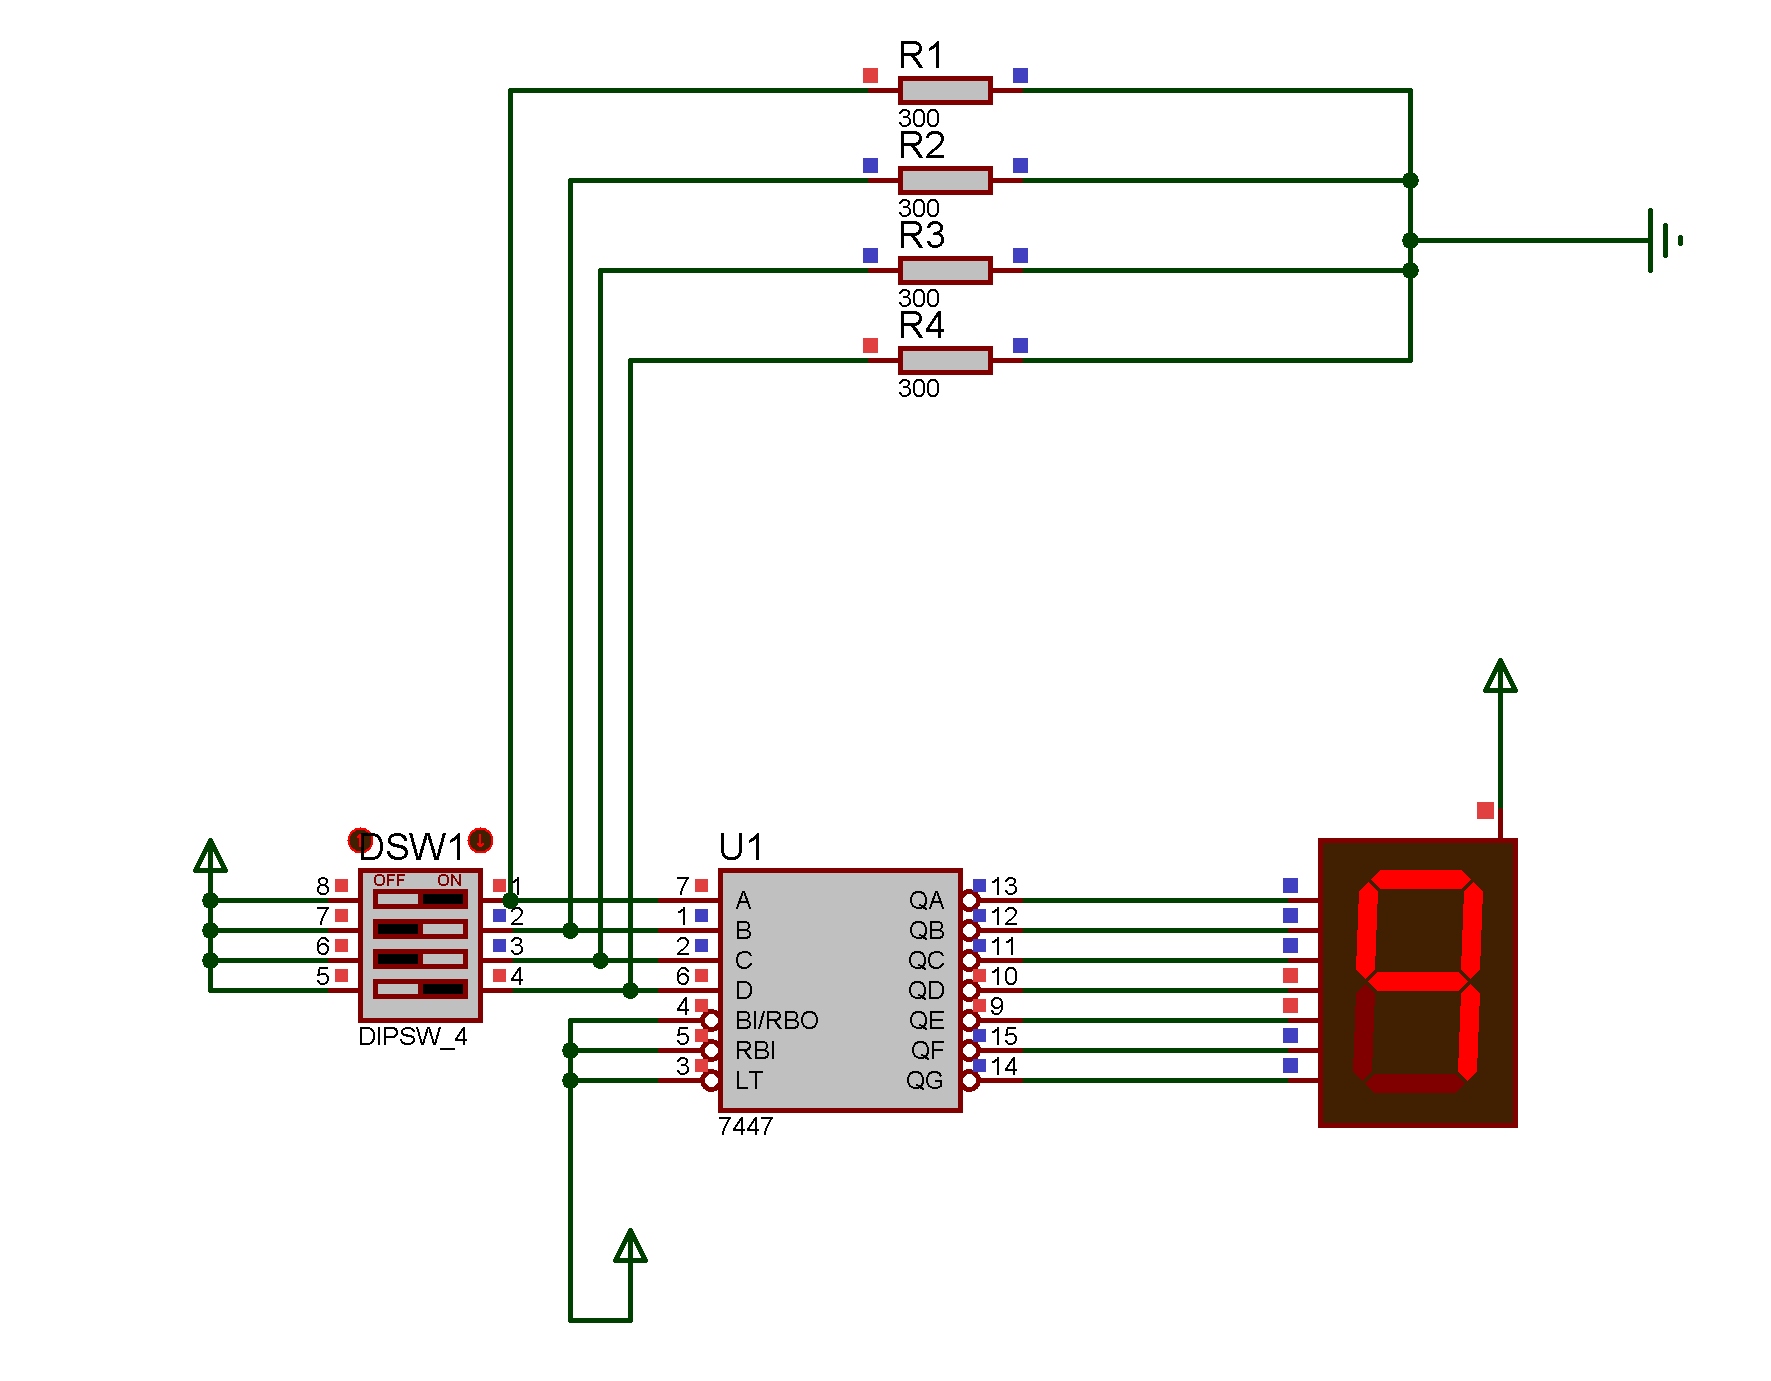 R1
300
R2
300
R3
300
R4
300
DSW1
OFF ON
8 1
7 2
6 3
5 4
DIPSW_4
U1
7 A QA 13
1 B QB 12
2 C QC 11
6 D QD 10
4 BI/RBO QE 9
5 RBI QF 15
3 LT QG 14
7447